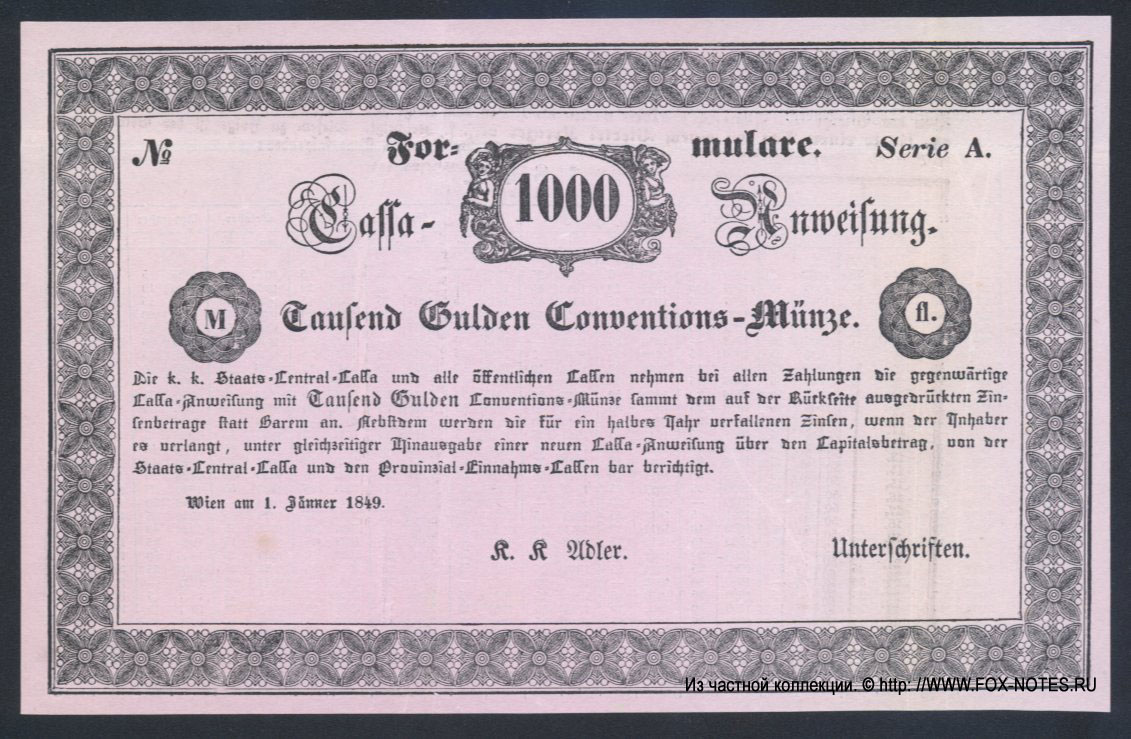 № For- 1000 mulare. Serie A.
Cassa- Anweisung.
M Tausend Gulden Conventions-Münze. fl.
Die k. k. Staats-Central-Cassa und alle öffentlichen Cassen nehmen bei allen Zahlungen die gegenwärtige
Cassa-Anweisung mit Tausend Gulden Conventions-Münze sammt dem auf der Rückseite ausgedrückten Zin-
senbetrage statt Barem an. Nebstdem werden die für ein halbes Jahr verfallenen Zinsen, wenn der Inhaber
es verlangt, unter gleichzeitiger Hinausgabe einer neuen Cassa-Anweisung über den Capitalsbetrag, von der
Staats-Central-Cassa und den Provinzial-Einnahms-Cassen bar berichtigt.
Wien am 1. Jänner 1849.
K. K Adler. Unterschriften.
Из частной коллекции. © http: //WWW.FOX-NOTES.RU